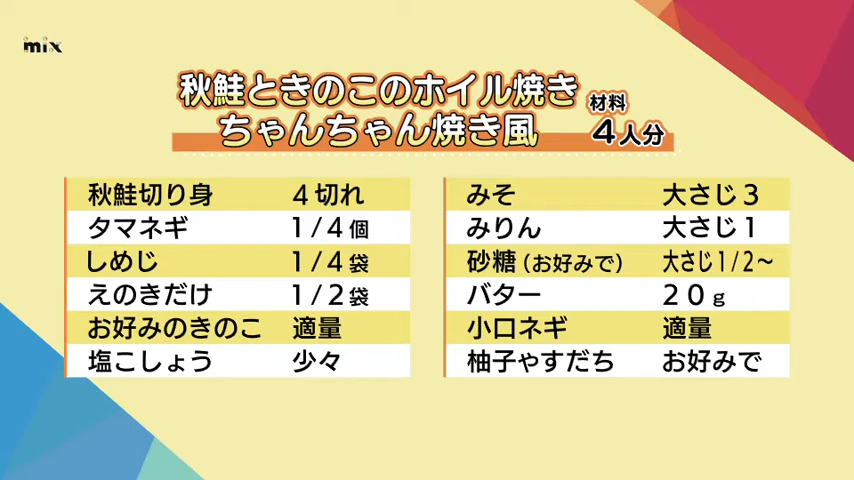 mix
秋鮭ときのこのホイル焼き
ちゃんちゃん焼き風
材料
4人分
秋鮭切り身 4切れ
タマネギ 1/4個
しめじ 1/4袋
えのきだけ 1/2袋
お好みのきのこ 適量
塩こしょう 少々
みそ 大さじ3
みりん 大さじ1
砂糖(お好みで) 大さじ1/2~
バター 20g
小口ネギ 適量
柚子やすだち お好みで